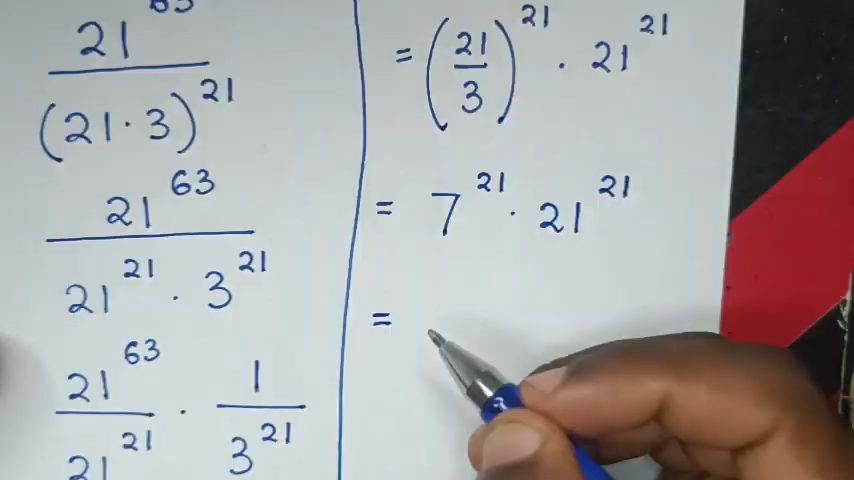 21^63 / (21·3)^21
21^63 / 21^21 · 3^21
21^63 / 21^21 · 1 / 3^21
= (21/3)^21 · 21^21
= 7^21 · 21^21
=